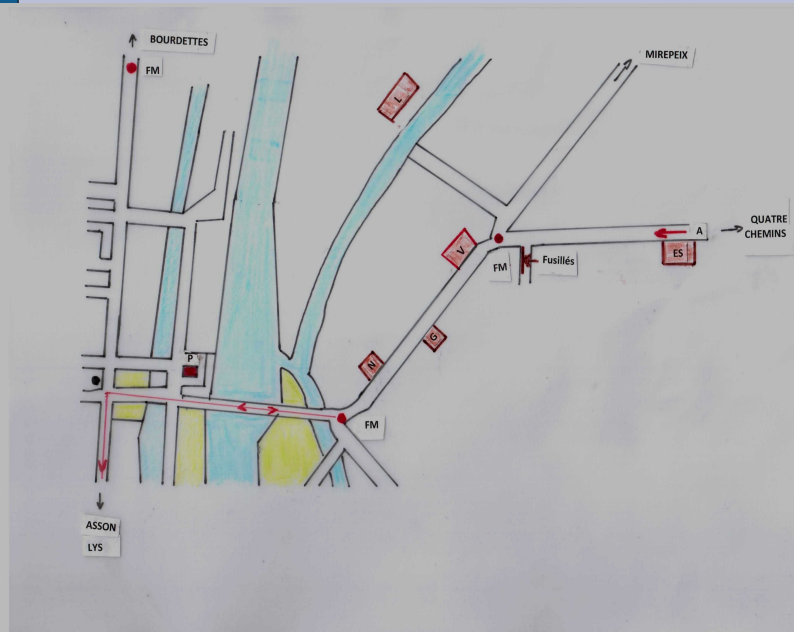 BOURDETTES
FM
MIREPEIX
L
QUATRE
CHEMINS
A
V
ES
FM
Fusillés
G
P
N
FM
ASSON
LYS